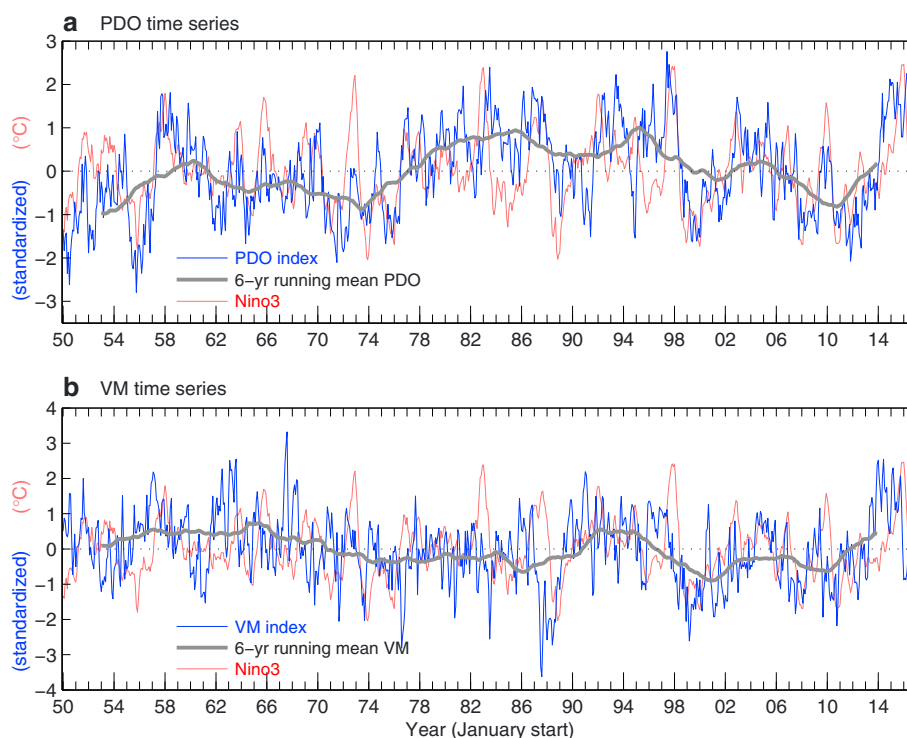 a PDO time series
3
2
1
0
−1
−2
−3
(°C)
(standardized)
PDO index
6−yr running mean PDO
Nino3
50 54 58 62 66 70 74 78 82 86 90 94 98 02 06 10 14
b VM time series
4
3
2
1
0
−1
−2
−3
−4
(°C)
(standardized)
VM index
6−yr running mean VM
Nino3
50 54 58 62 66 70 74 78 82 86 90 94 98 02 06 10 14
Year (January start)